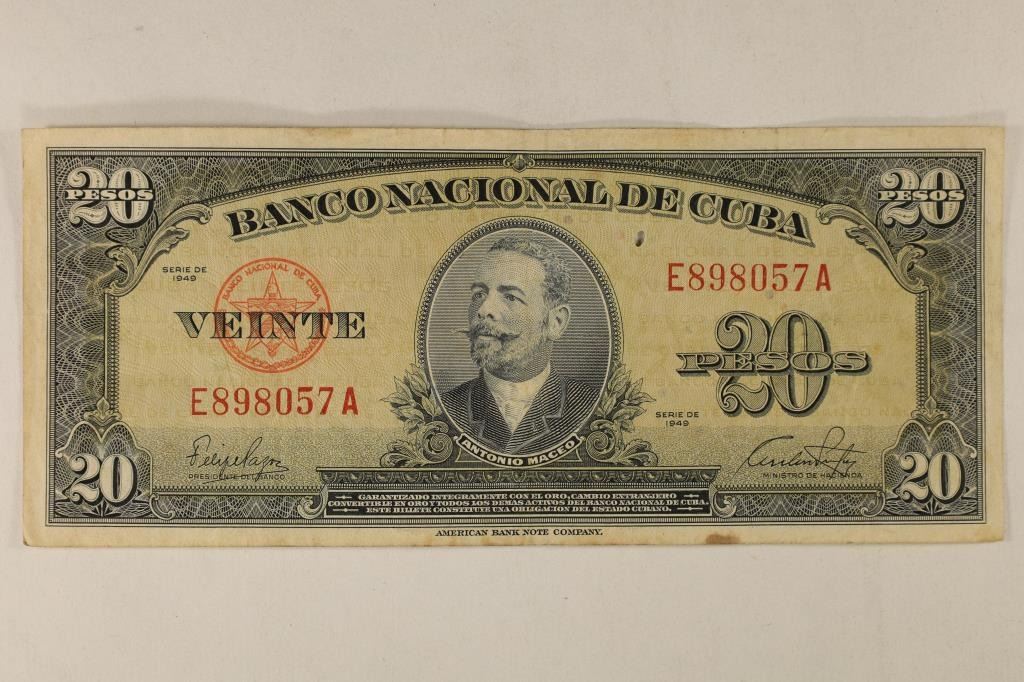 20 PESOS
20 PESOS
BANCO NACIONAL DE CUBA
SERIE DE
1949
BANCO NACIONAL DE CUBA
VEINTE
E898057A
E898057A
20
PESOS
SERIE DE
1949
ANTONIO MACEO
Felipe Pazos
PRESIDENTE DEL BANCO
MINISTRO DE HACIENDA
20
20
GARANTIZADO INTEGRAMENTE CON EL ORO, CAMBIO EXTRANJERO
CONVERTIBLE EN ORO Y TODOS LOS DEMAS ACTIVOS DEL BANCO NACIONAL DE CUBA.
ESTE BILLETE CONSTITUYE UNA OBLIGACION DEL ESTADO CUBANO.
AMERICAN BANK NOTE COMPANY.